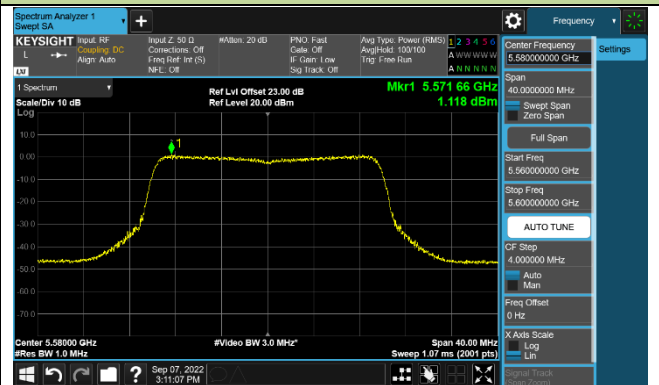 Spectrum Analyzer 1
Swept SA
+
Frequency
KEYSIGHT
L
LXI
Input: RF
Coupling: DC
Align: Auto
Input Z: 50 Ω
Corrections: Off
Freq Ref: Int (S)
NFE: Off
#Atten: 20 dB
PNO: Fast
Gate: Off
IF Gain: Low
Sig Track: Off
Avg Type: Power (RMS)
Avg|Hold: 100/100
Trig: Free Run
1 2 3 4 5 6
A W W W W W
A N N N N N
1 Spectrum
Scale/Div 10 dB
Log
Ref Lvl Offset 23.00 dB
Ref Level 20.00 dBm
Mkr1 5.571 66 GHz
1.118 dBm
1
10.0
0.00
-10.0
-20.0
-30.0
-40.0
-50.0
-60.0
-70.0
Center 5.58000 GHz
#Res BW 1.0 MHz
#Video BW 3.0 MHz*
Span 40.00 MHz
Sweep 1.07 ms (2001 pts)
Sep 07, 2022
3:11:07 PM
?
Center Frequency
5.580000000 GHz
Settings
Span
40.0000000 MHz
Swept Span
Zero Span
Full Span
Start Freq
5.560000000 GHz
Stop Freq
5.600000000 GHz
AUTO TUNE
CF Step
4.000000 MHz
Auto
Man
Freq Offset
0 Hz
X Axis Scale
Log
Lin
Signal Track
(Span Zoom)